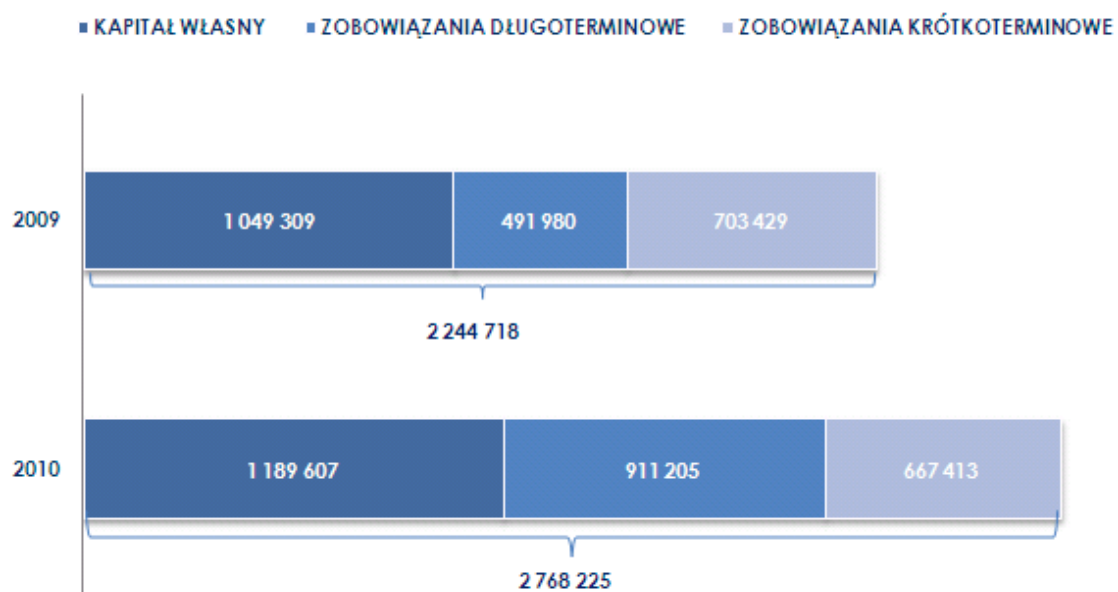 KAPITAŁ WŁASNY ZOBOWIĄZANIA DŁUGOTERMINOWE ZOBOWIĄZANIA KRÓTKOTERMINOWE
2009 1 049 309 491 980 703 429
2 244 718
2010 1 189 607 911 205 667 413
2 768 225